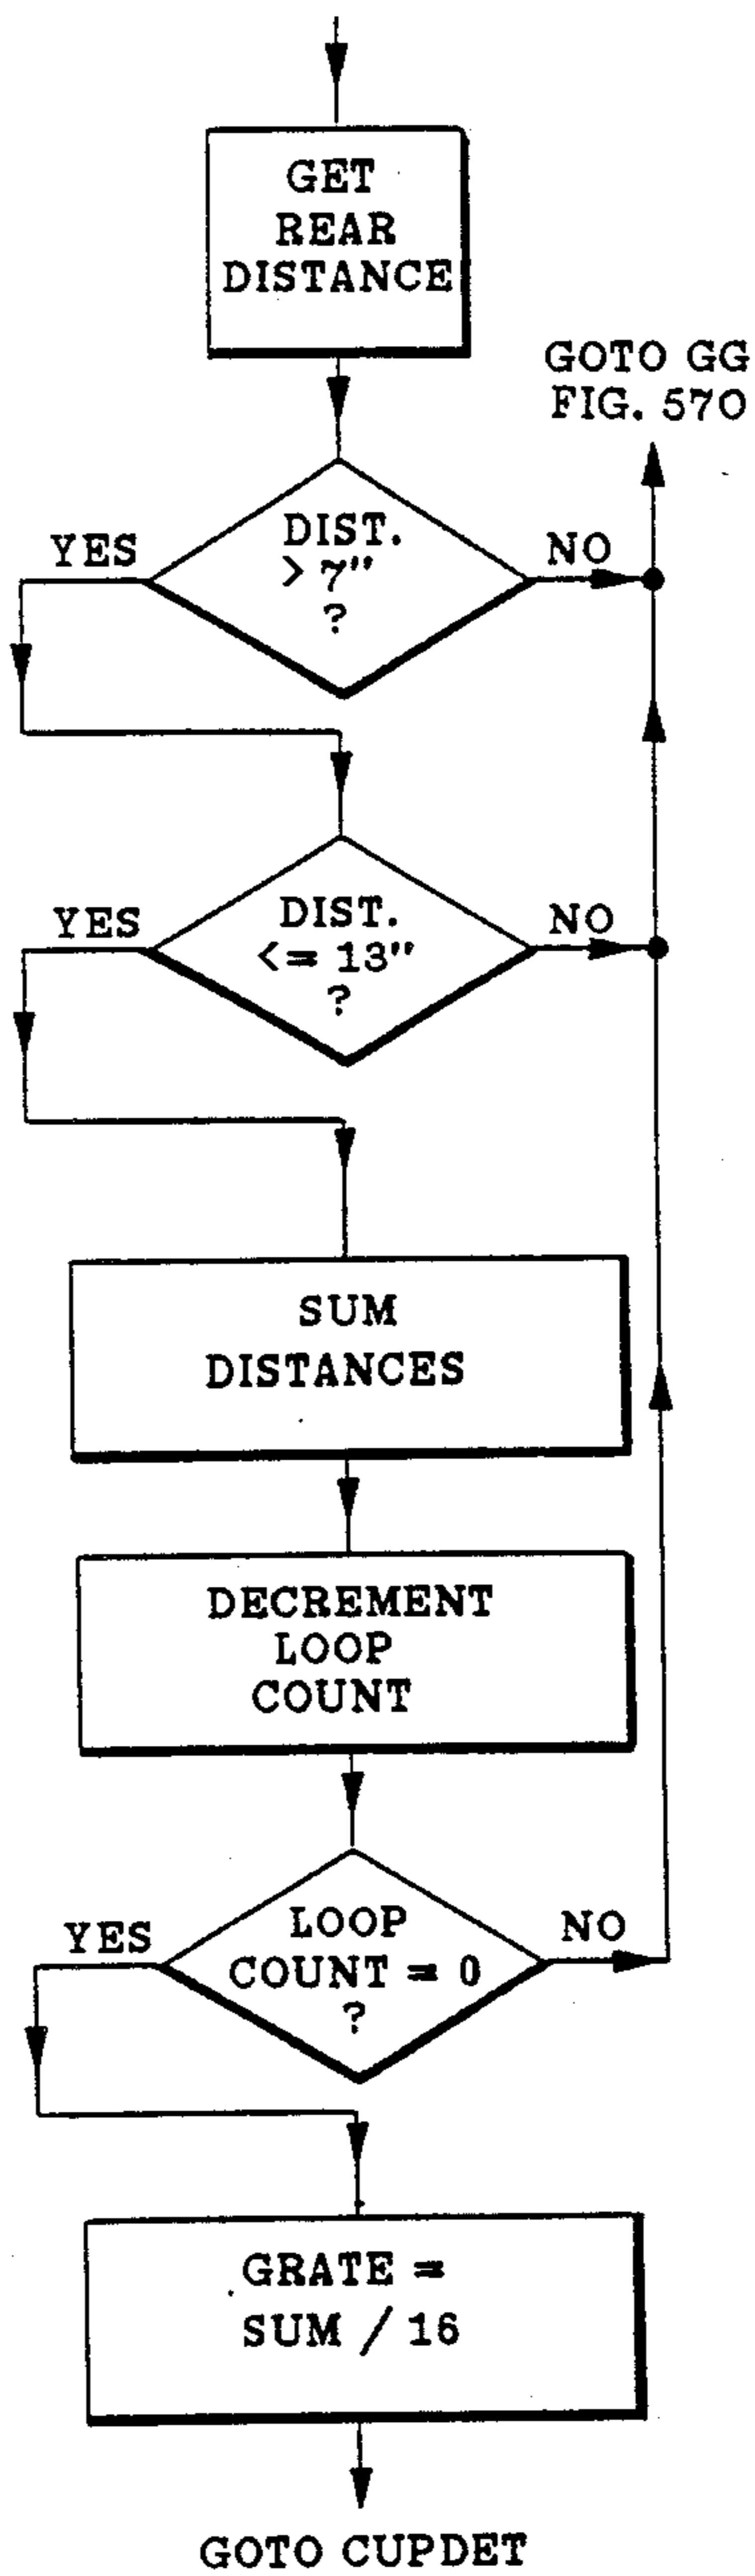 GET
REAR
DISTANCE
GOTO GG
FIG. 570
YES
DIST.
> 7"
?
NO
YES
DIST.
<= 13"
?
NO
SUM
DISTANCES
DECREMENT
LOOP
COUNT
YES
LOOP
COUNT = 0
?
NO
GRATE =
SUM / 16
GOTO CUPDET